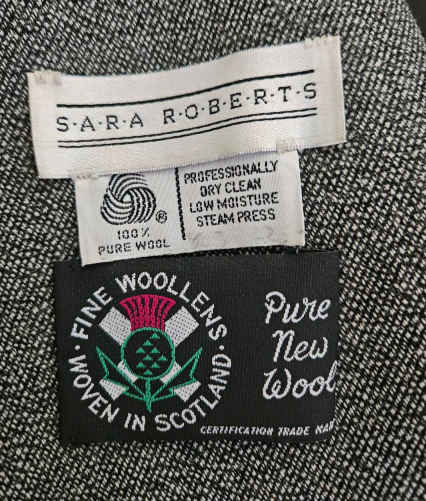 S·A·R·A R·O·B·E·R·T·S
PROFESSIONALLY
DRY CLEAN
LOW MOISTURE
STEAM PRESS
®
100%
PURE WOOL
· FINE WOOLLENS ·
WOVEN IN SCOTLAND
Pure
New
Wool
CERTIFICATION TRADE